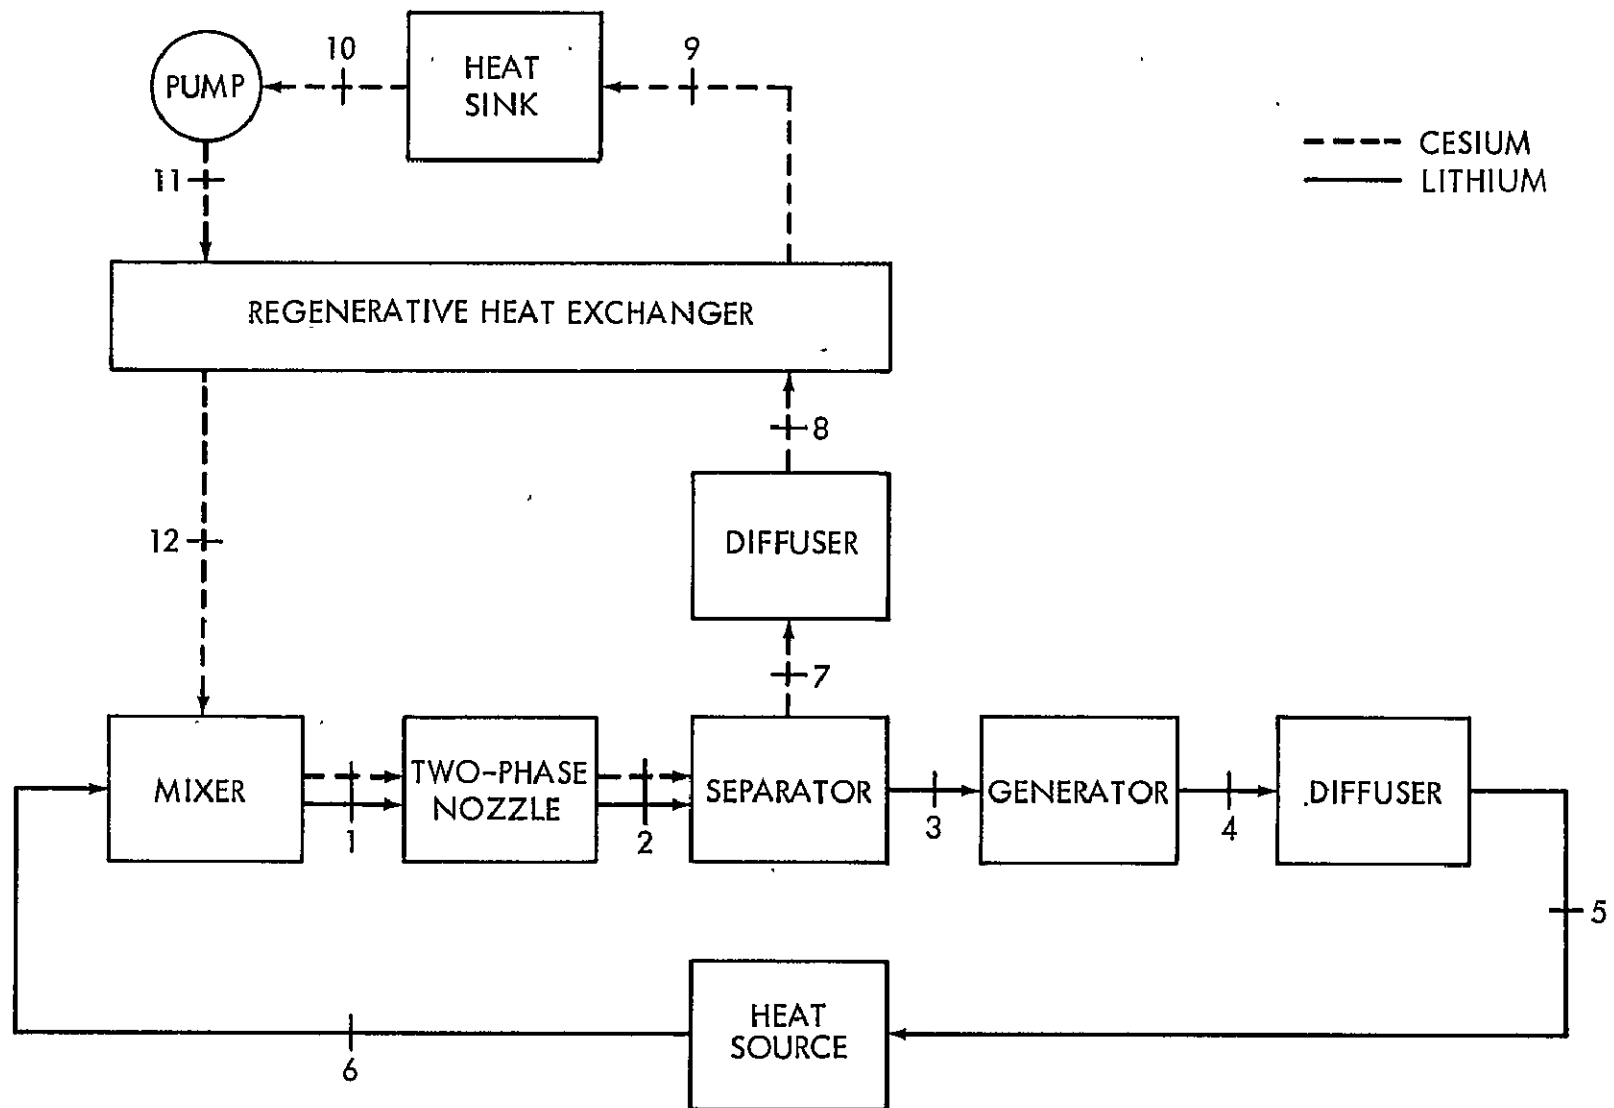 10
9
PUMP
HEAT
SINK
CESIUM
LITHIUM
11
REGENERATIVE HEAT EXCHANGER
8
12
DIFFUSER
7
MIXER
TWO-PHASE
NOZZLE
SEPARATOR
GENERATOR
DIFFUSER
1
2
3
4
5
HEAT
SOURCE
6